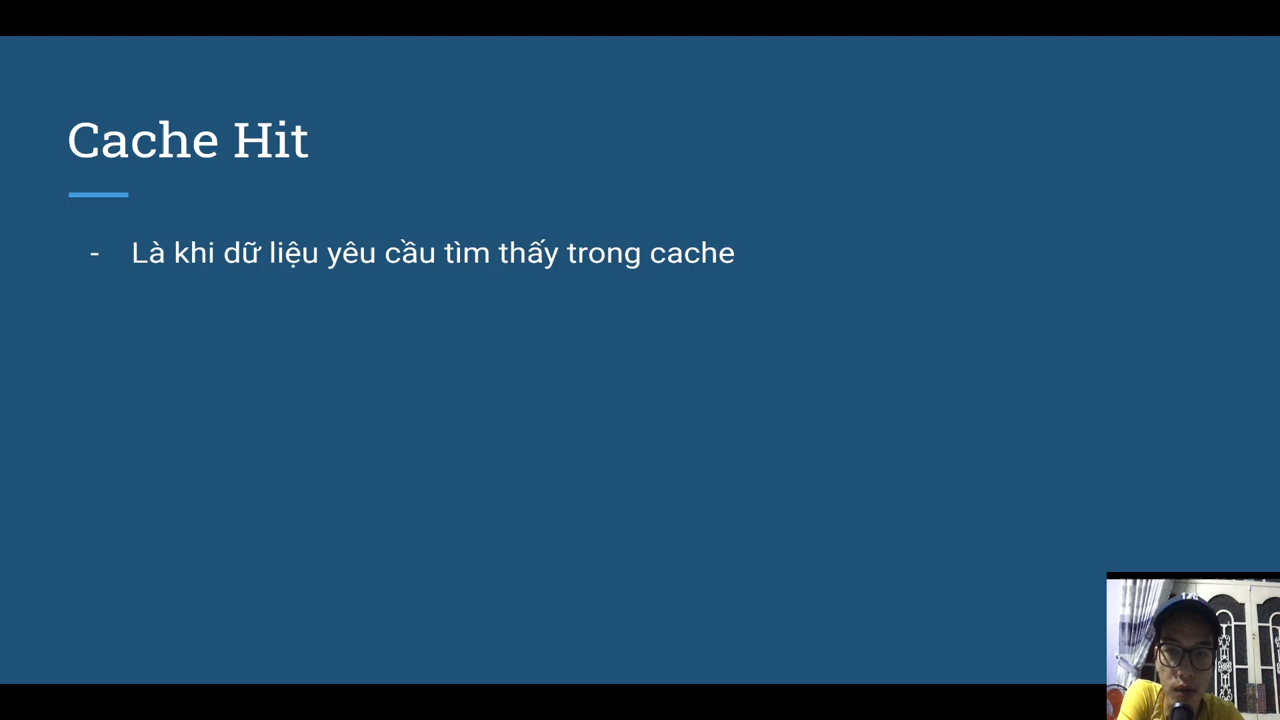 Cache Hit
- Là khi dữ liệu yêu cầu tìm thấy trong cache